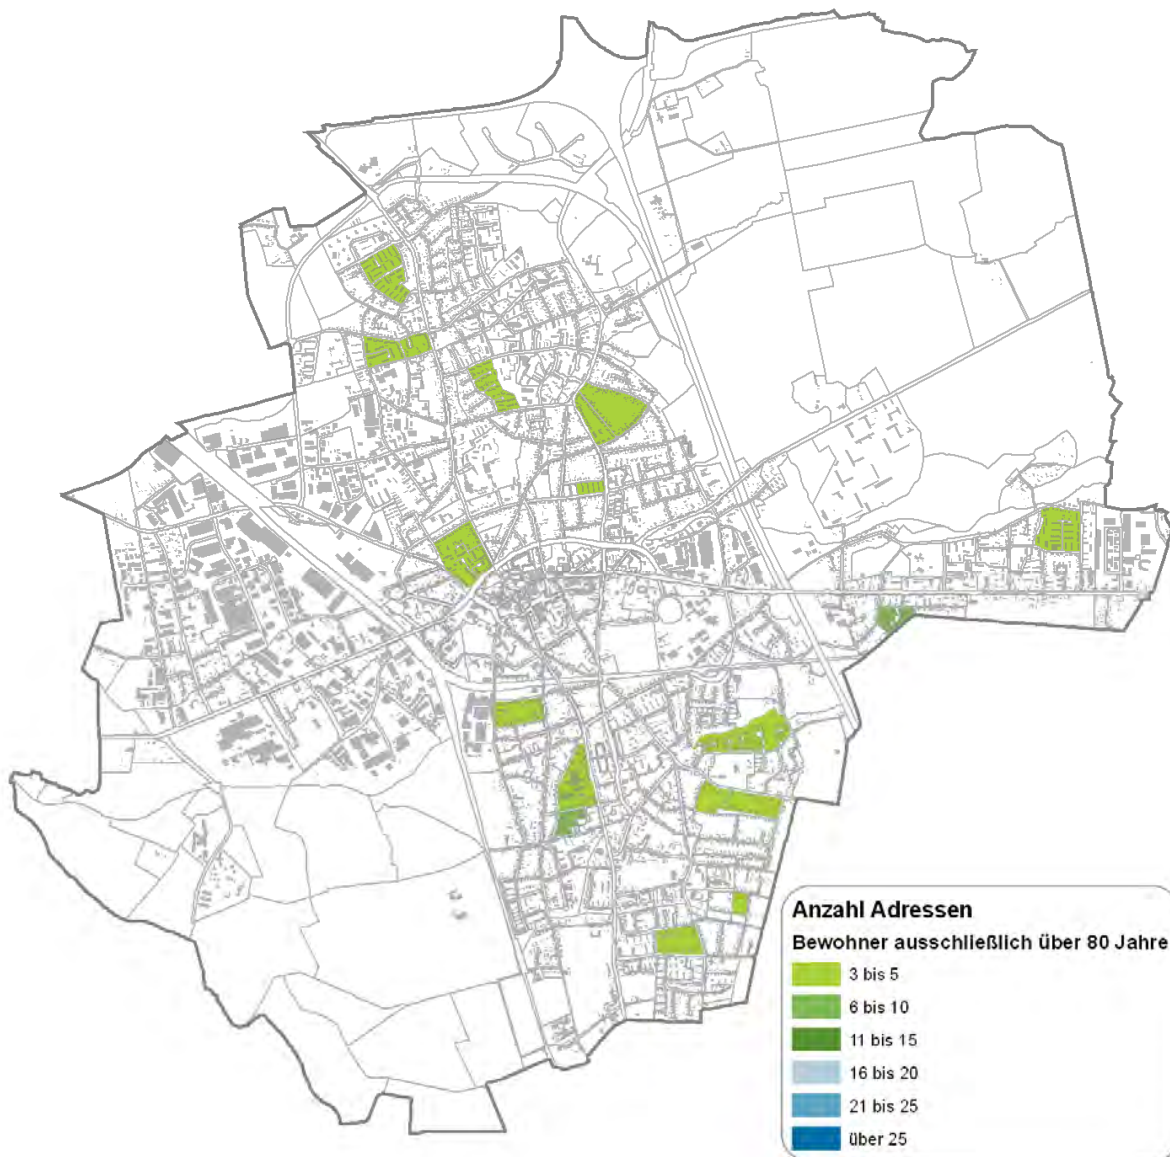 Anzahl Adressen
Bewohner ausschließlich über 80 Jahre
3 bis 5
6 bis 10
11 bis 15
16 bis 20
21 bis 25
über 25